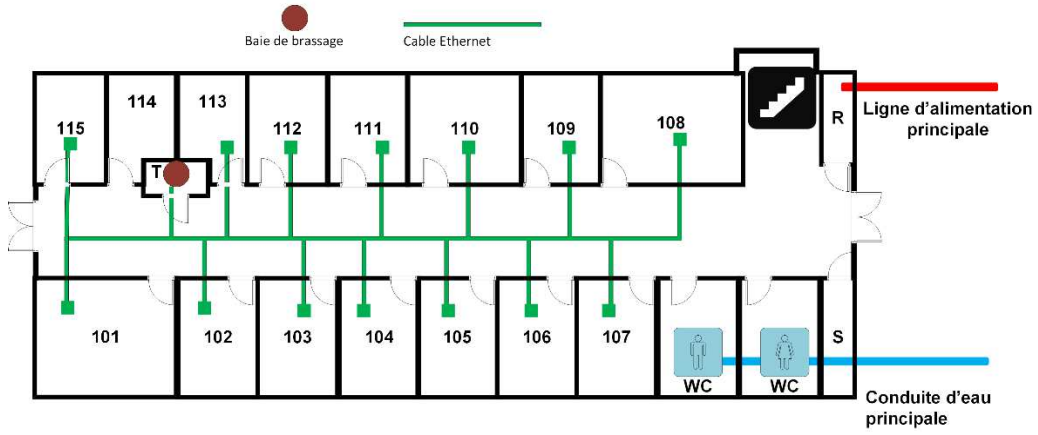 Baie de brassage
Cable Ethernet
114
113
115
112
111
110
109
108
R
Ligne d'alimentation
principale
T
101
102
103
104
105
106
107
S
WC
WC
Conduite d'eau
principale